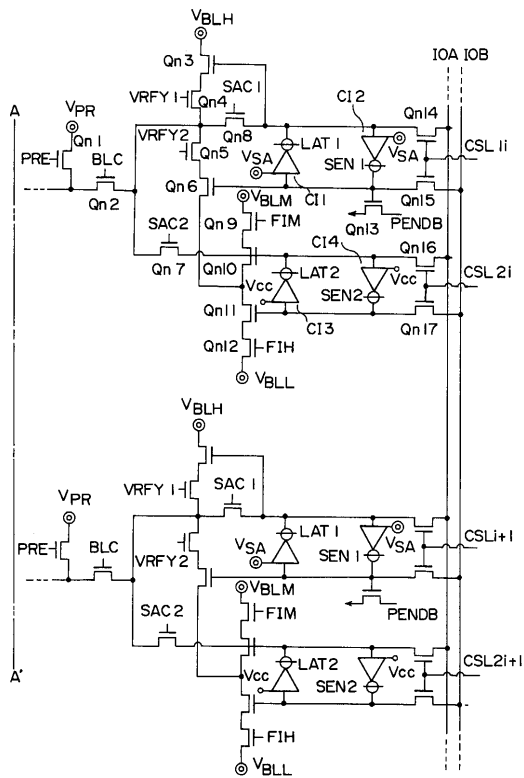 VBLH
IOA IOB
Qn3
SAC1
CI2
Qn14
A
VPR
VRFY1
Qn4
Qn8
LAT1
VSA
CSL1i
Qn1
VRFY2
Qn5
VSA
SEN1
PRE
BLC
Qn6
VBLM
CI1
Qn15
Qn2
Qn9
FIM
Qn13
PENDB
SAC2
CI4
Qn16
Qn7
Qn10
LAT2
CSL2i
Vcc
SEN2
Vcc
Qn11
CI3
Qn17
Qn12
FIH
VBLL
VBLH
SAC1
VRFY1
VPR
LAT1
CSLi+1
PRE
BLC
VRFY2
VSA
SEN1
VSA
VBLM
PENDB
SAC2
FIM
A'
LAT2
Vcc
CSL2i+1
Vcc
SEN2
FIH
VBLL